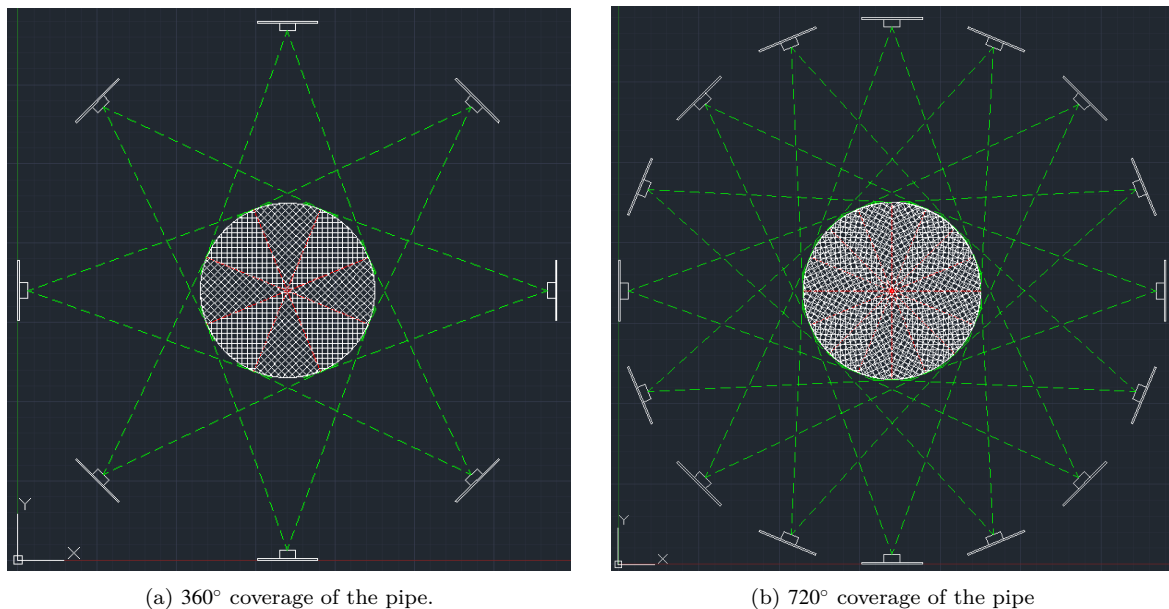 Y
X
Y
X
(a) 360° coverage of the pipe.
(b) 720° coverage of the pipe